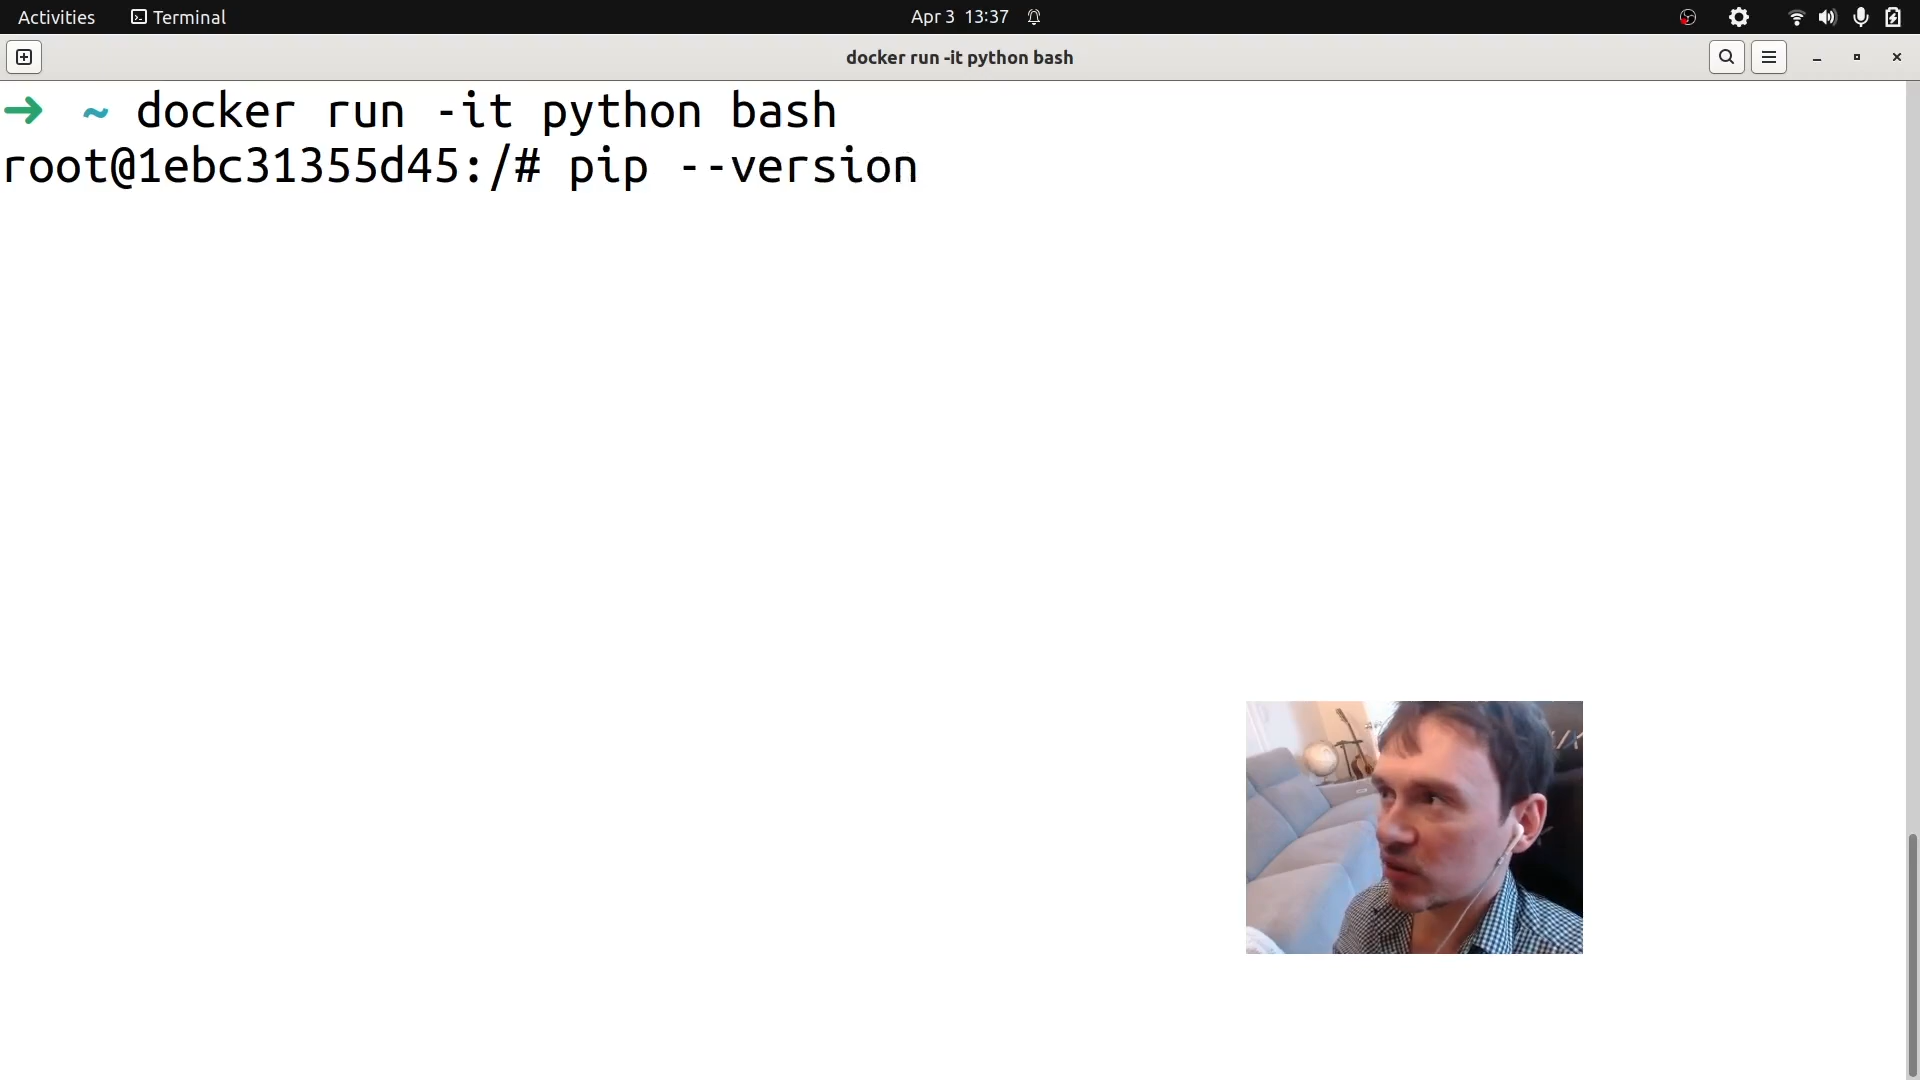 Activities Terminal Apr 3 13:37
docker run -it python bash
➜ ~ docker run -it python bash
root@1ebc31355d45:/# pip --version